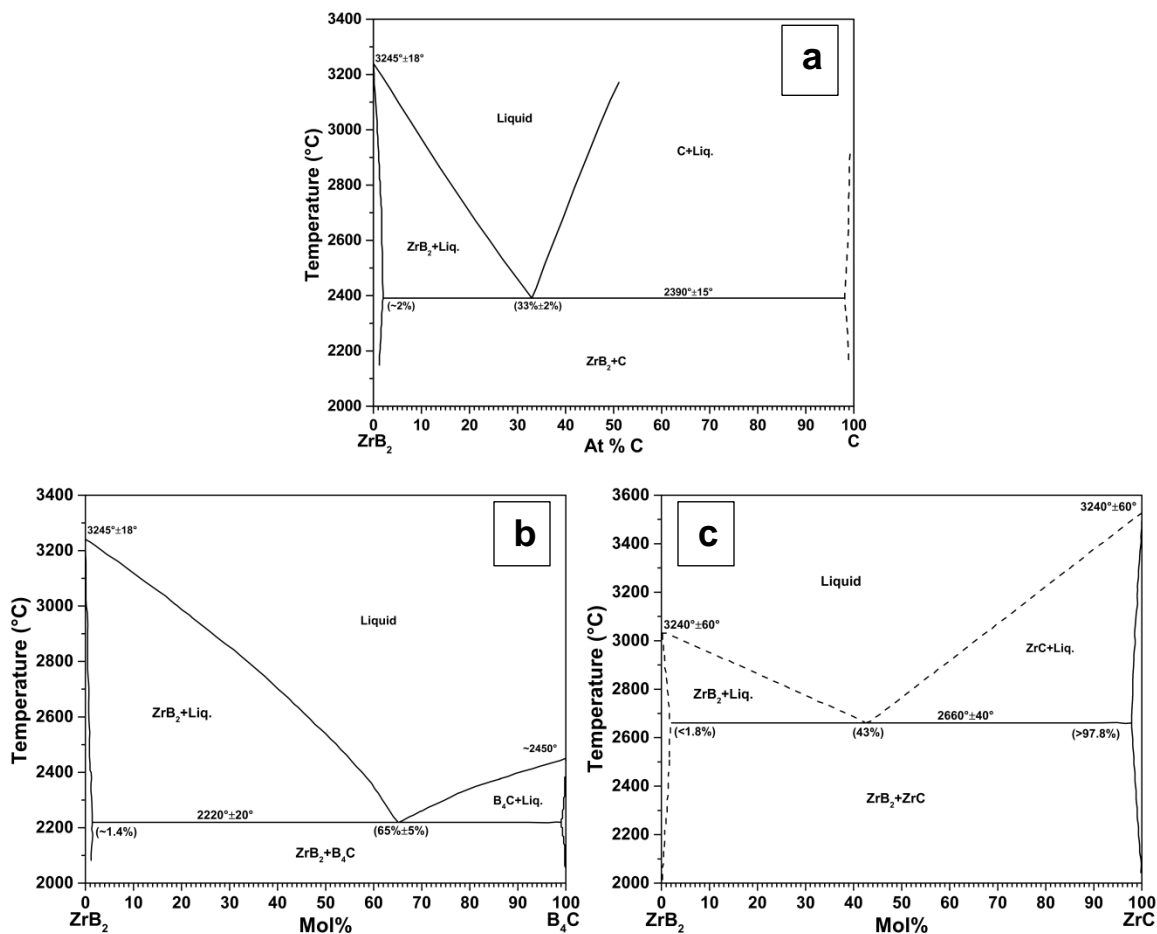 a
3400
3200
3000
2800
2600
2400
2200
2000
Temperature (°C)
3245°±18°
Liquid
C+Liq.
ZrB₂+Liq.
2390°±15°
(~2%)
(33%±2%)
ZrB₂+C
0 10 20 30 40 50 60 70 80 90 100
ZrB₂ At % C C
b
3400
3200
3000
2800
2600
2400
2200
2000
Temperature (°C)
3245°±18°
Liquid
ZrB₂+Liq.
~2450°
B₄C+Liq.
2220°±20°
(~1.4%)
(65%±5%)
ZrB₂+B₄C
0 10 20 30 40 50 60 70 80 90 100
ZrB₂ Mol% B₄C
c
3600
3400
3200
3000
2800
2600
2400
2200
2000
Temperature (°C)
3240°±60°
Liquid
3240°±60°
ZrC+Liq.
ZrB₂+Liq.
2660°±40°
(<1.8%)
(43%)
(>97.8%)
ZrB₂+ZrC
0 10 20 30 40 50 60 70 80 90 100
ZrB₂ Mol% ZrC